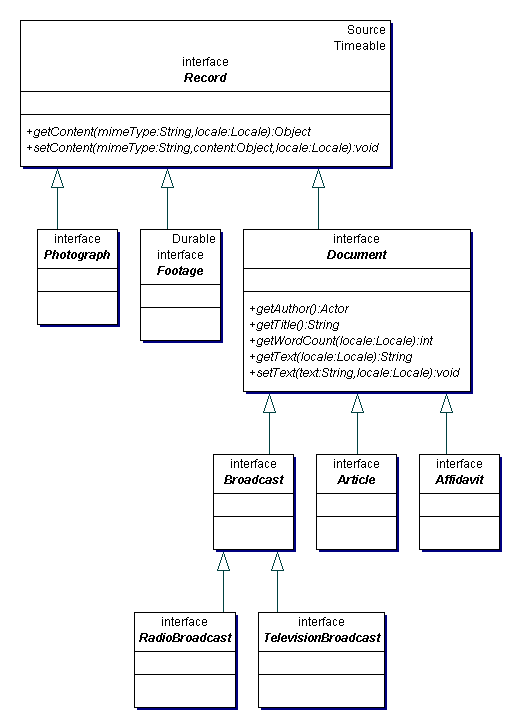 Source
Timeable
interface
Record
+getContent(mimeType:String,locale:Locale):Object
+setContent(mimeType:String,content:Object,locale:Locale):void
interface
Photograph
Durable
interface
Footage
interface
Document
+getAuthor():Actor
+getTitle():String
+getWordCount(locale:Locale):int
+getText(locale:Locale):String
+setText(text:String,locale:Locale):void
interface
Broadcast
interface
Article
interface
Affidavit
interface
RadioBroadcast
interface
TelevisionBroadcast